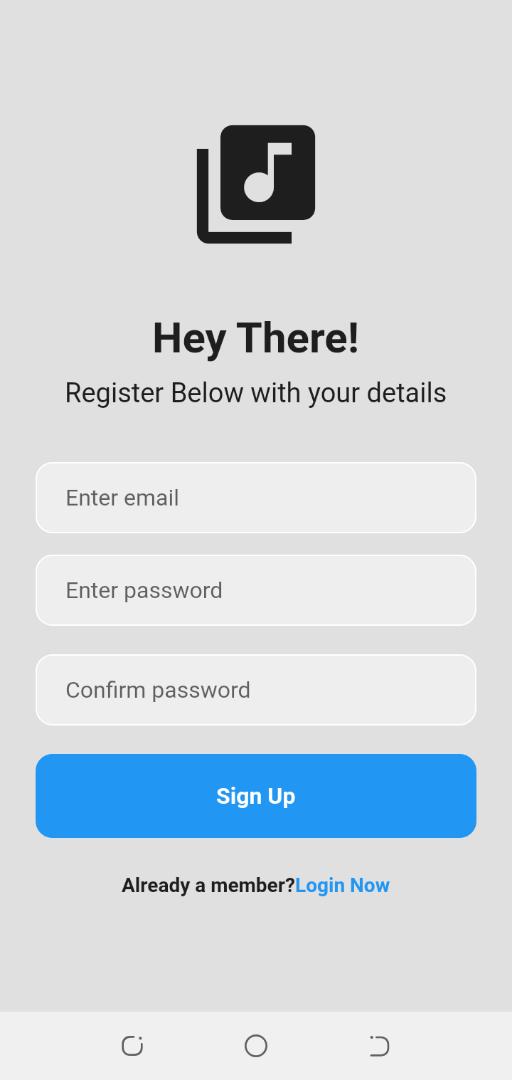 Hey There!
Register Below with your details
Enter email
Enter password
Confirm password
Sign Up
Already a member?Login Now